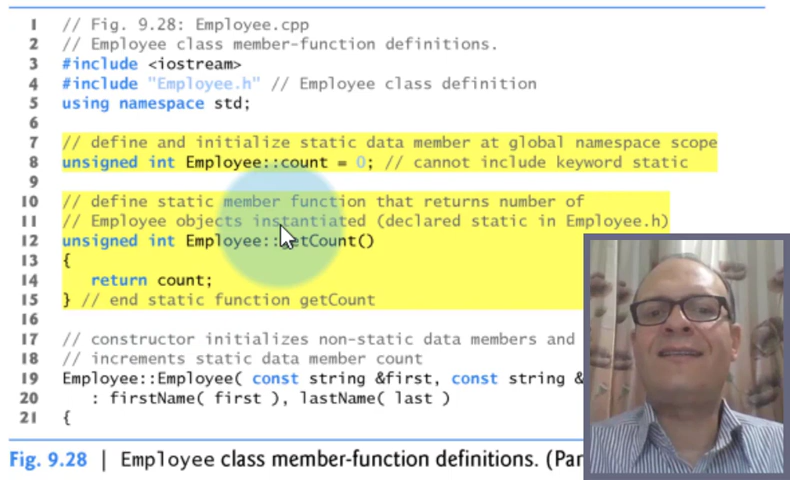 1 // Fig. 9.28: Employee.cpp
2 // Employee class member-function definitions.
3 #include <iostream>
4 #include "Employee.h" // Employee class definition
5 using namespace std;
6
7 // define and initialize static data member at global namespace scope
8 unsigned int Employee::count = 0; // cannot include keyword static
9
10 // define static member function that returns number of
11 // Employee objects instantiated (declared static in Employee.h)
12 unsigned int Employee::getCount()
13 {
14 return count;
15 } // end static function getCount
16
17 // constructor initializes non-static data members and
18 // increments static data member count
19 Employee::Employee( const string &first, const string &
20 : firstName( first ), lastName( last )
21 {
Fig. 9.28 | Employee class member-function definitions. (Par